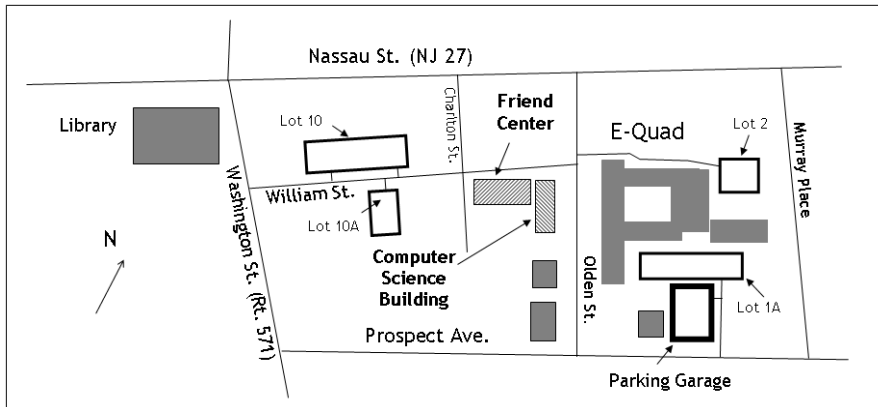 Nassau St. (NJ 27)
Library
Lot 10
Charlton St.
Friend
Center
E-Quad
Lot 2
Murray Place
Washington St. (Rt. 571)
William St.
Lot 10A
N
Computer
Science
Building
Olden St.
Lot 1A
Prospect Ave.
Parking Garage